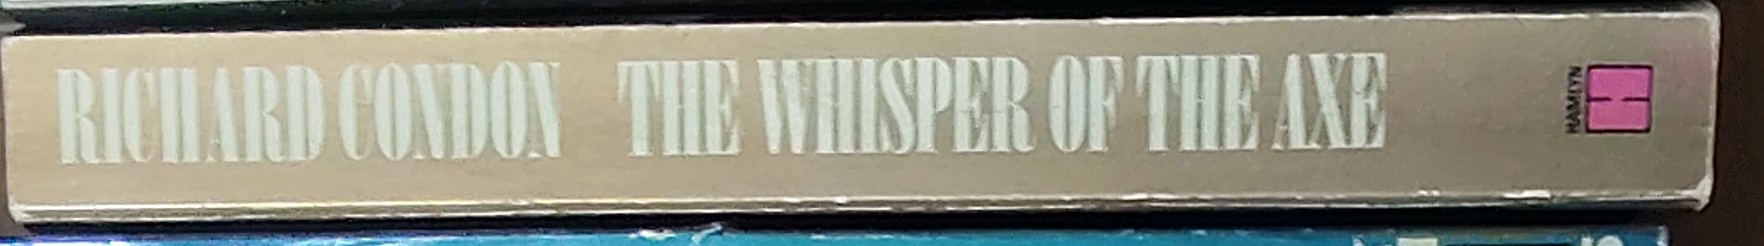 RICHARD CONDON THE WHISPER OF THE AXE
HAMLYN